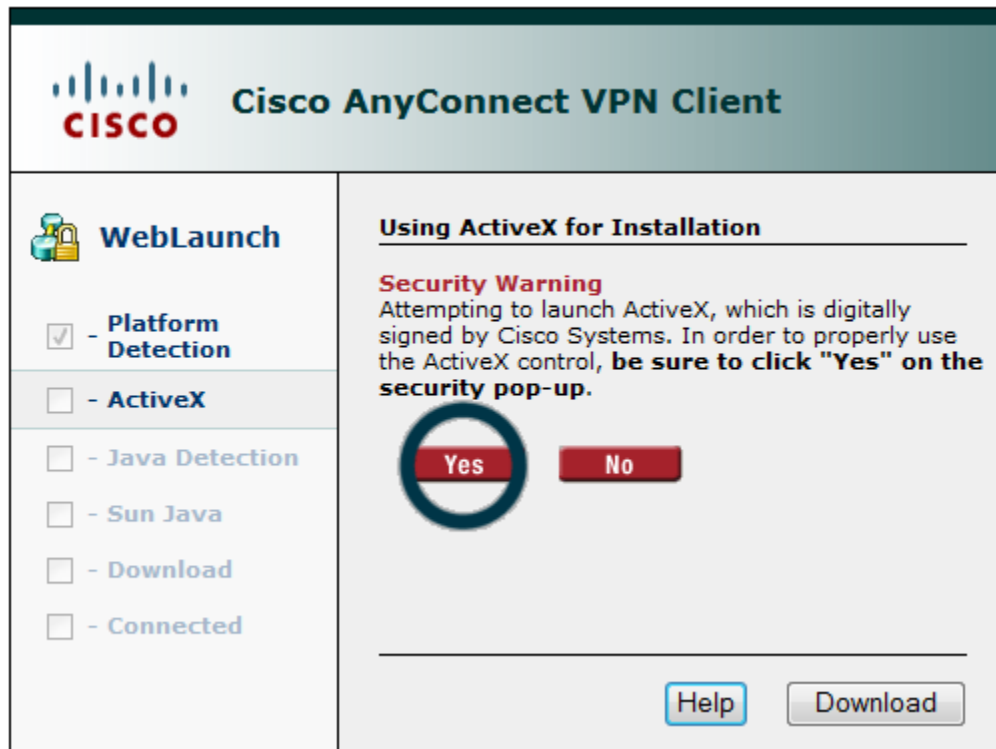 CISCO
Cisco AnyConnect VPN Client
WebLaunch
- Platform
Detection
- ActiveX
- Java Detection
- Sun Java
- Download
- Connected
Using ActiveX for Installation
Security Warning
Attempting to launch ActiveX, which is digitally
signed by Cisco Systems. In order to properly use
the ActiveX control, be sure to click "Yes" on the
security pop-up.
Yes No
Help Download